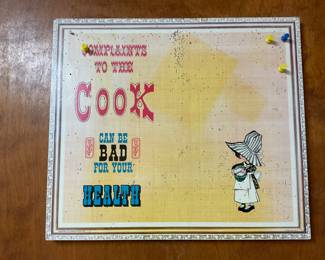 COMPLAINTS
TO THE
COOK
CAN BE
BAD
FOR YOUR
HEALTH